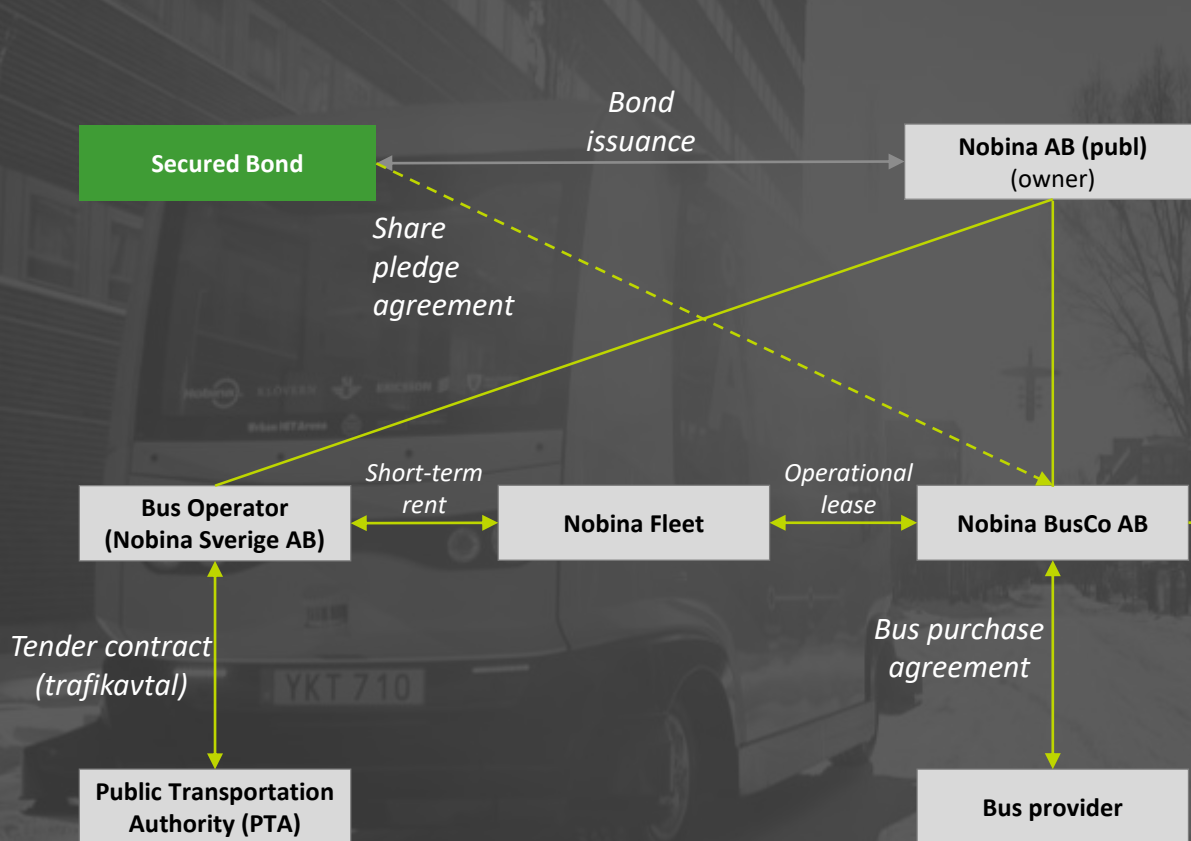 Bond
issuance
Secured Bond
Nobina AB (publ)
(owner)
Share
pledge
agreement
Short-term
rent
Operational
lease
Bus Operator
(Nobina Sverige AB)
Nobina Fleet
Nobina BusCo AB
Tender contract
(trafikavtal)
Bus purchase
agreement
YKT 710
Public Transportation
Authority (PTA)
Bus provider